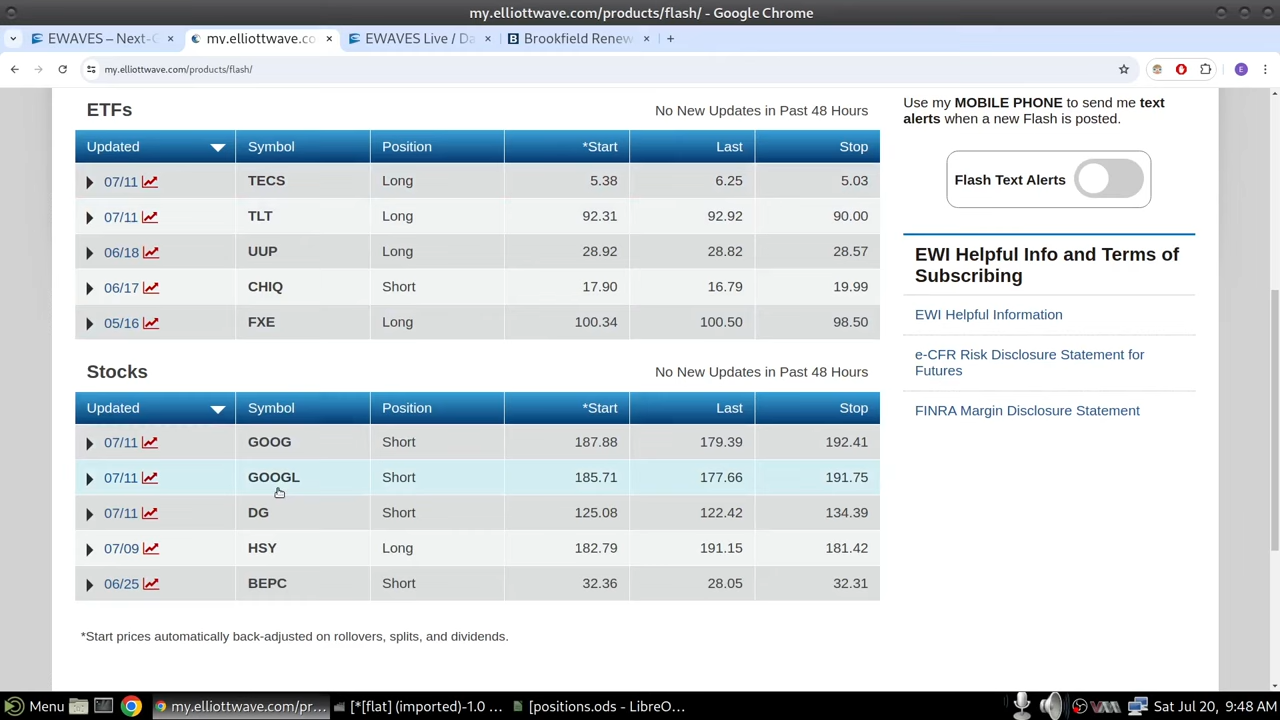 my.elliottwave.com/products/flash/ - Google Chrome
EWAVES – Next-G
my.elliottwave.co
EWAVES Live / Da
Brookfield Renew
my.elliottwave.com/products/flash/
ETFs
No New Updates in Past 48 Hours
Updated Symbol Position *Start Last Stop
07/11 TECS Long 5.38 6.25 5.03
07/11 TLT Long 92.31 92.92 90.00
06/18 UUP Long 28.92 28.82 28.57
06/17 CHIQ Short 17.90 16.79 19.99
05/16 FXE Long 100.34 100.50 98.50
Stocks
No New Updates in Past 48 Hours
Updated Symbol Position *Start Last Stop
07/11 GOOG Short 187.88 179.39 192.41
07/11 GOOGL Short 185.71 177.66 191.75
07/11 DG Short 125.08 122.42 134.39
07/09 HSY Long 182.79 191.15 181.42
06/25 BEPC Short 32.36 28.05 32.31
*Start prices automatically back-adjusted on rollovers, splits, and dividends.
Use my MOBILE PHONE to send me text
alerts when a new Flash is posted.
Flash Text Alerts
EWI Helpful Info and Terms of
Subscribing
EWI Helpful Information
e-CFR Risk Disclosure Statement for
Futures
FINRA Margin Disclosure Statement
Menu
my.elliottwave.com/pr...
*[flat] (imported)-1.0 ...
[positions.ods - LibreO...
Sat Jul 20, 9:48 AM